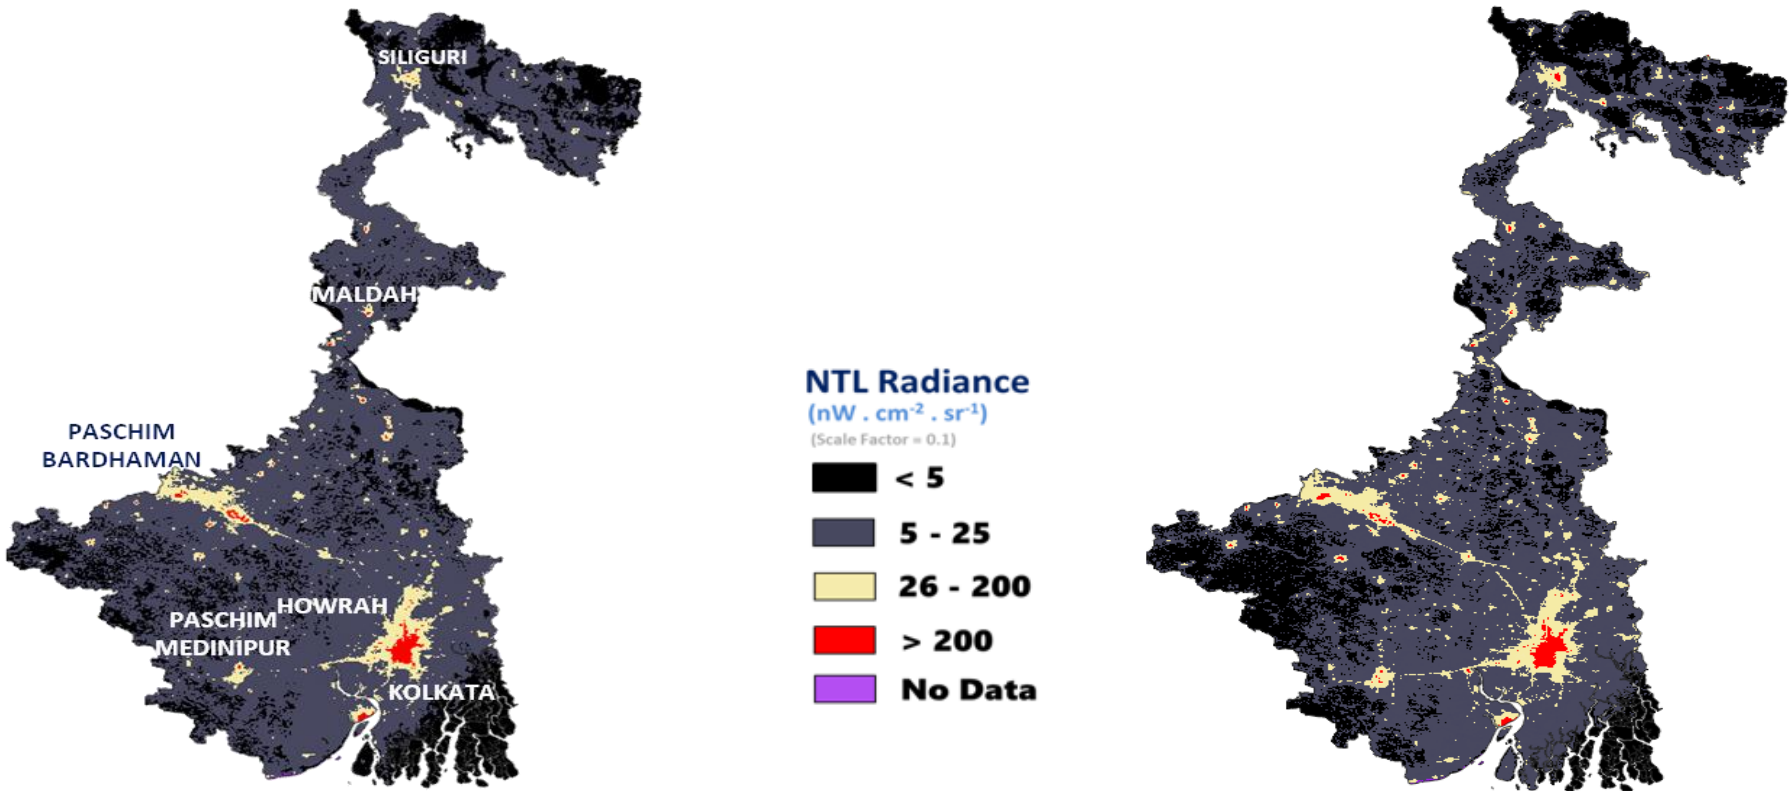 SILIGURI
MALDAH
PASCHIM
BARDHAMAN
HOWRAH
PASCHIM
MEDINIPUR
KOLKATA
NTL Radiance
(nW . cm⁻² . sr⁻¹)
(Scale Factor = 0.1)
< 5
5 - 25
26 - 200
> 200
No Data